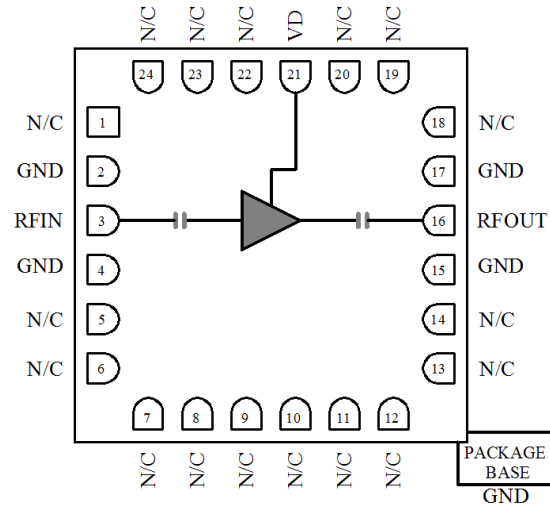 N/C N/C N/C VD N/C N/C
24 23 22 21 20 19
N/C 1 18 N/C
GND 2 17 GND
RFIN 3 16 RFOUT
GND 4 15 GND
N/C 5 14 N/C
N/C 6 13 N/C
7 8 9 10 11 12
N/C N/C N/C N/C N/C N/C
PACKAGE
BASE
GND